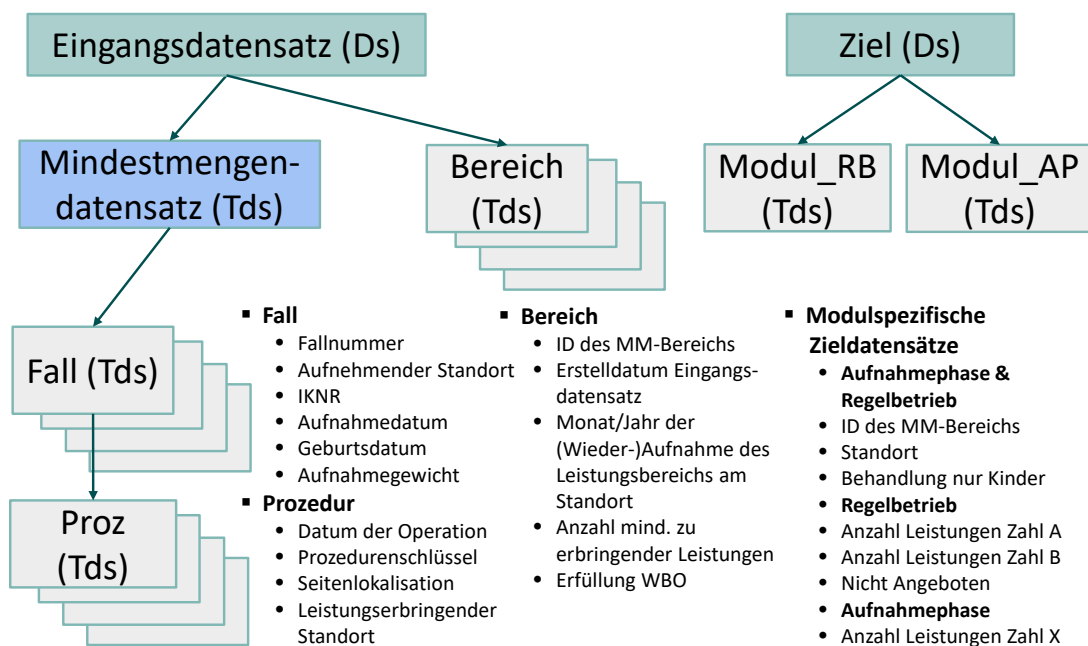 Eingangsdatensatz (Ds)
Ziel (Ds)
Mindestmengen-
datensatz (Tds)
Bereich
(Tds)
Modul_RB
(Tds)
Modul_AP
(Tds)
Fall (Tds)
Proz
(Tds)
▪ Fall
• Fallnummer
• Aufnehmender Standort
• IKNR
• Aufnahmedatum
• Geburtsdatum
• Aufnahmegewicht
▪ Prozedur
• Datum der Operation
• Prozedurenschlüssel
• Seitenlokalisation
• Leistungserbringender
Standort
▪ Bereich
• ID des MM-Bereichs
• Erstelldatum Eingangs-
datensatz
• Monat/Jahr der
(Wieder-)Aufnahme des
Leistungsbereichs am
Standort
• Anzahl mind. zu
erbringender Leistungen
• Erfüllung WBO
▪ Modulspezifische
Zieldatensätze
• Aufnahmephase &
Regelbetrieb
• ID des MM-Bereichs
• Standort
• Behandlung nur Kinder
• Regelbetrieb
• Anzahl Leistungen Zahl A
• Anzahl Leistungen Zahl B
• Nicht Angeboten
• Aufnahmephase
• Anzahl Leistungen Zahl X